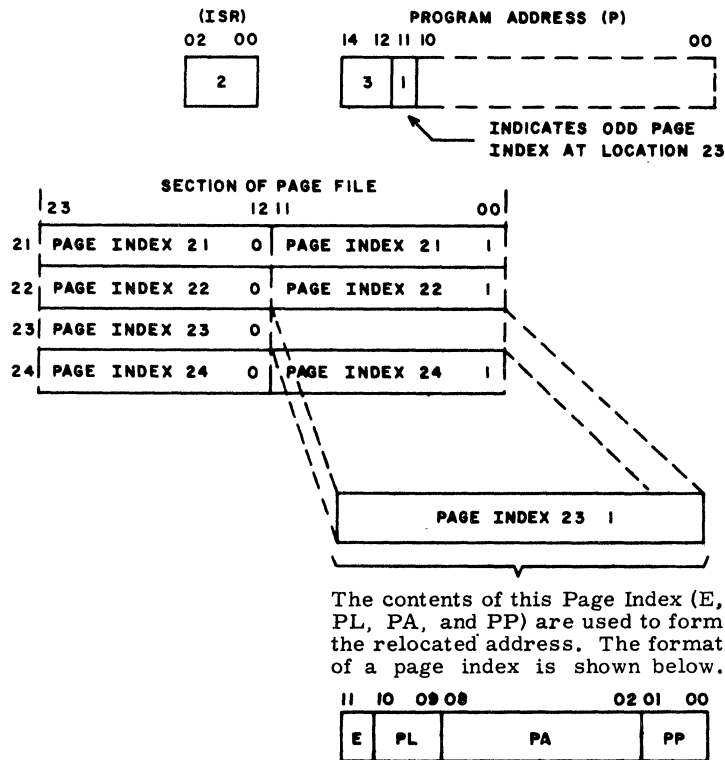 (ISR) PROGRAM ADDRESS (P)
02 00 14 12 11 10 00
2 3 1
INDICATES ODD PAGE
INDEX AT LOCATION 23
SECTION OF PAGE FILE
23 12 11 00
21 PAGE INDEX 21 0 PAGE INDEX 21 1
22 PAGE INDEX 22 0 PAGE INDEX 22 1
23 PAGE INDEX 23 0
24 PAGE INDEX 24 0 PAGE INDEX 24 1
PAGE INDEX 23 1
The contents of this Page Index (E,
PL, PA, and PP) are used to form
the relocated address. The format
of a page index is shown below.
11 10 09 08 02 01 00
E PL PA PP